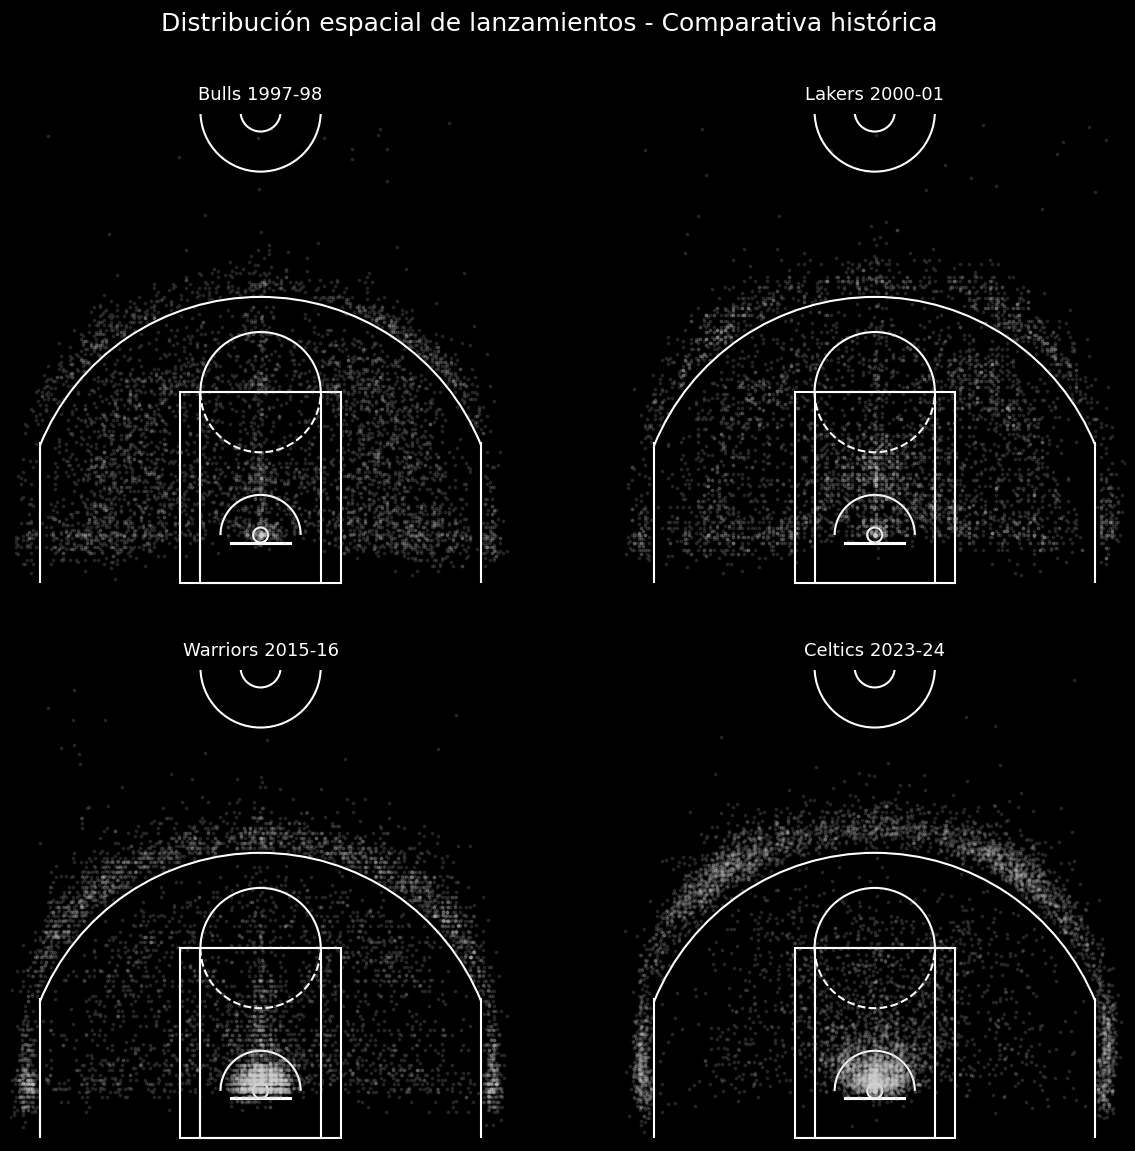 Distribución espacial de lanzamientos - Comparativa histórica
Bulls 1997-98
Lakers 2000-01
Warriors 2015-16
Celtics 2023-24